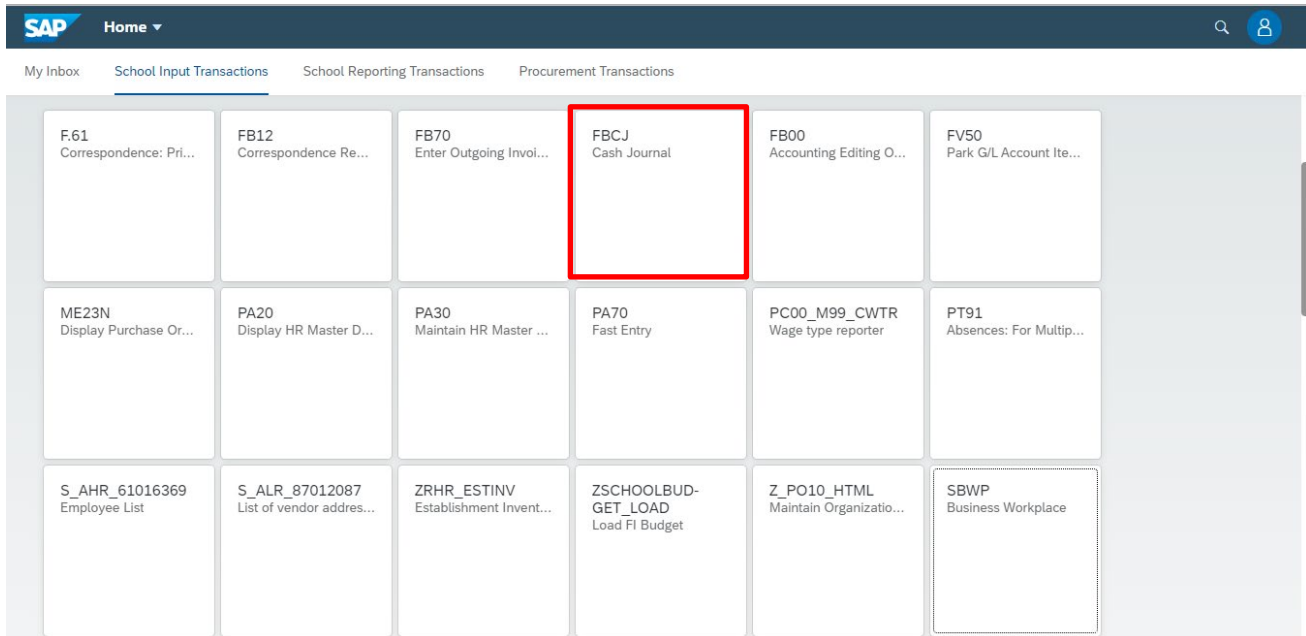 SAP Home
My Inbox School Input Transactions School Reporting Transactions Procurement Transactions
F.61
Correspondence: Pri...
FB12
Correspondence Re...
FB70
Enter Outgoing Invoi...
FBCJ
Cash Journal
FB00
Accounting Editing O...
FV50
Park G/L Account Ite...
ME23N
Display Purchase Or...
PA20
Display HR Master D...
PA30
Maintain HR Master ...
PA70
Fast Entry
PC00_M99_CWTR
Wage type reporter
PT91
Absences: For Multip...
S_AHR_61016369
Employee List
S_ALR_87012087
List of vendor addres...
ZRHR_ESTINV
Establishment Invent...
ZSCHOOLBUD-
GET_LOAD
Load FI Budget
Z_PO10_HTML
Maintain Organizatio...
SBWP
Business Workplace